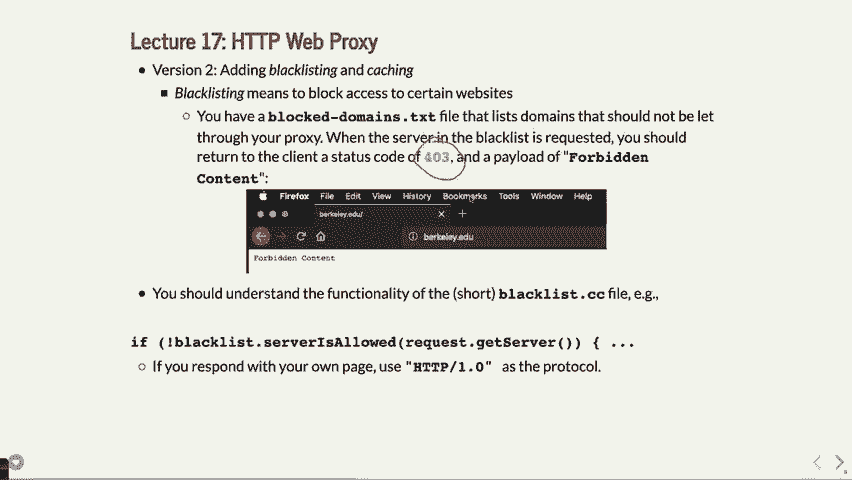 Lecture 17: HTTP Web Proxy
Version 2: Adding blacklisting and caching
Blacklisting means to block access to certain websites
You have a blocked-domains.txt file that lists domains that should not be let
through your proxy. When the server in the blacklist is requested, you should
return to the client a status code of 403, and a payload of "Forbidden
Content":
Firefox File Edit View History Bookmarks Tools Window Help
berkeley.edu/
berkeley.edu
Forbidden Content
You should understand the functionality of the (short) blacklist.cc file, e.g.,
if (!blacklist.serverIsAllowed(request.getServer()) { ...
If you respond with your own page, use "HTTP/1.0" as the protocol.